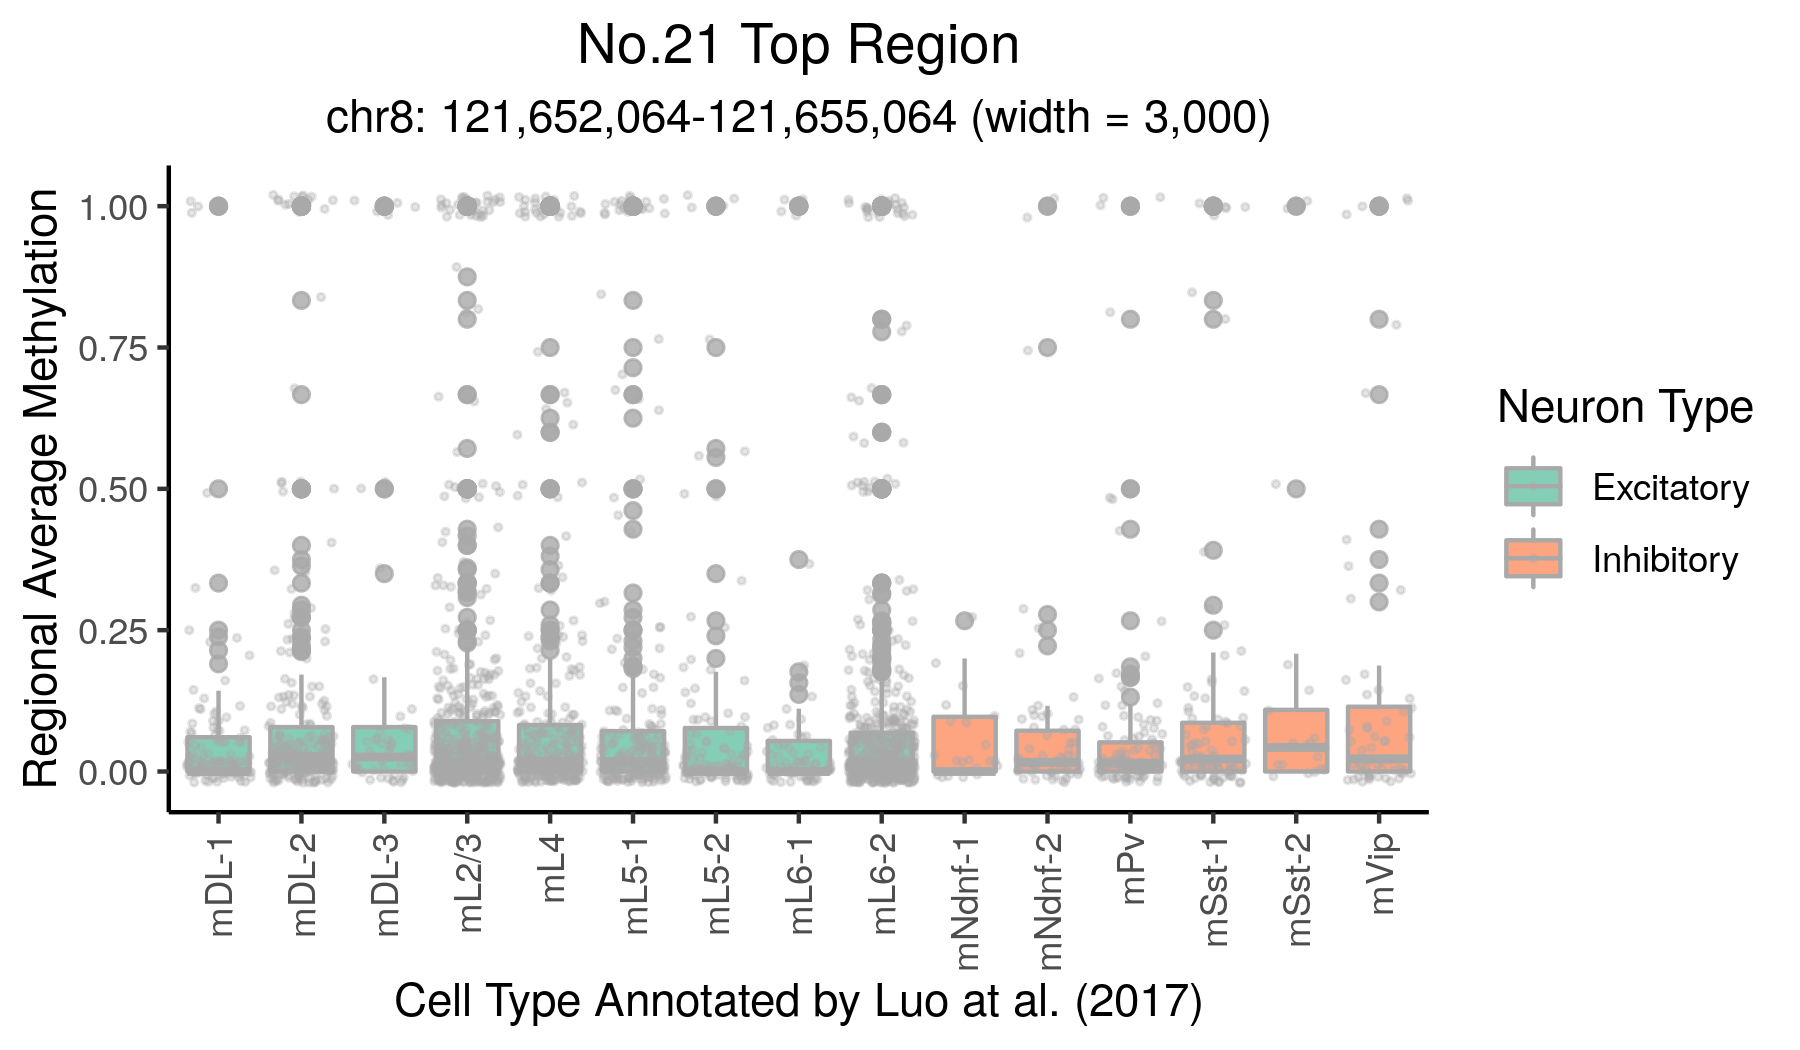 No.21 Top Region
chr8: 121,652,064-121,655,064 (width = 3,000)
Regional Average Methylation
1.00
0.75
0.50
0.25
0.00
mDL-1
mDL-2
mDL-3
mL2/3
mL4
mL5-1
mL5-2
mL6-1
mL6-2
mNdnf-1
mNdnf-2
mPv
mSst-1
mSst-2
mVip
Cell Type Annotated by Luo at al. (2017)
Neuron Type
Excitatory
Inhibitory